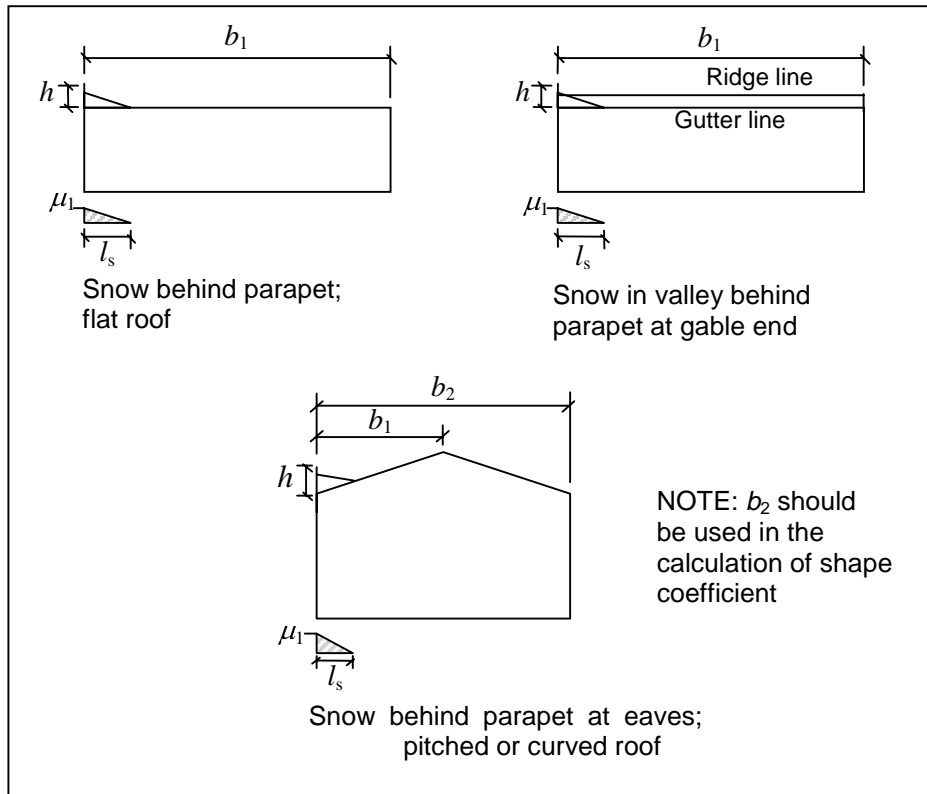 b1
h
μ1
ls
Snow behind parapet;
flat roof
b1
Ridge line
h
Gutter line
μ1
ls
Snow in valley behind
parapet at gable end
b2
b1
h
NOTE: b2 should
be used in the
calculation of shape
coefficient
μ1
ls
Snow behind parapet at eaves;
pitched or curved roof